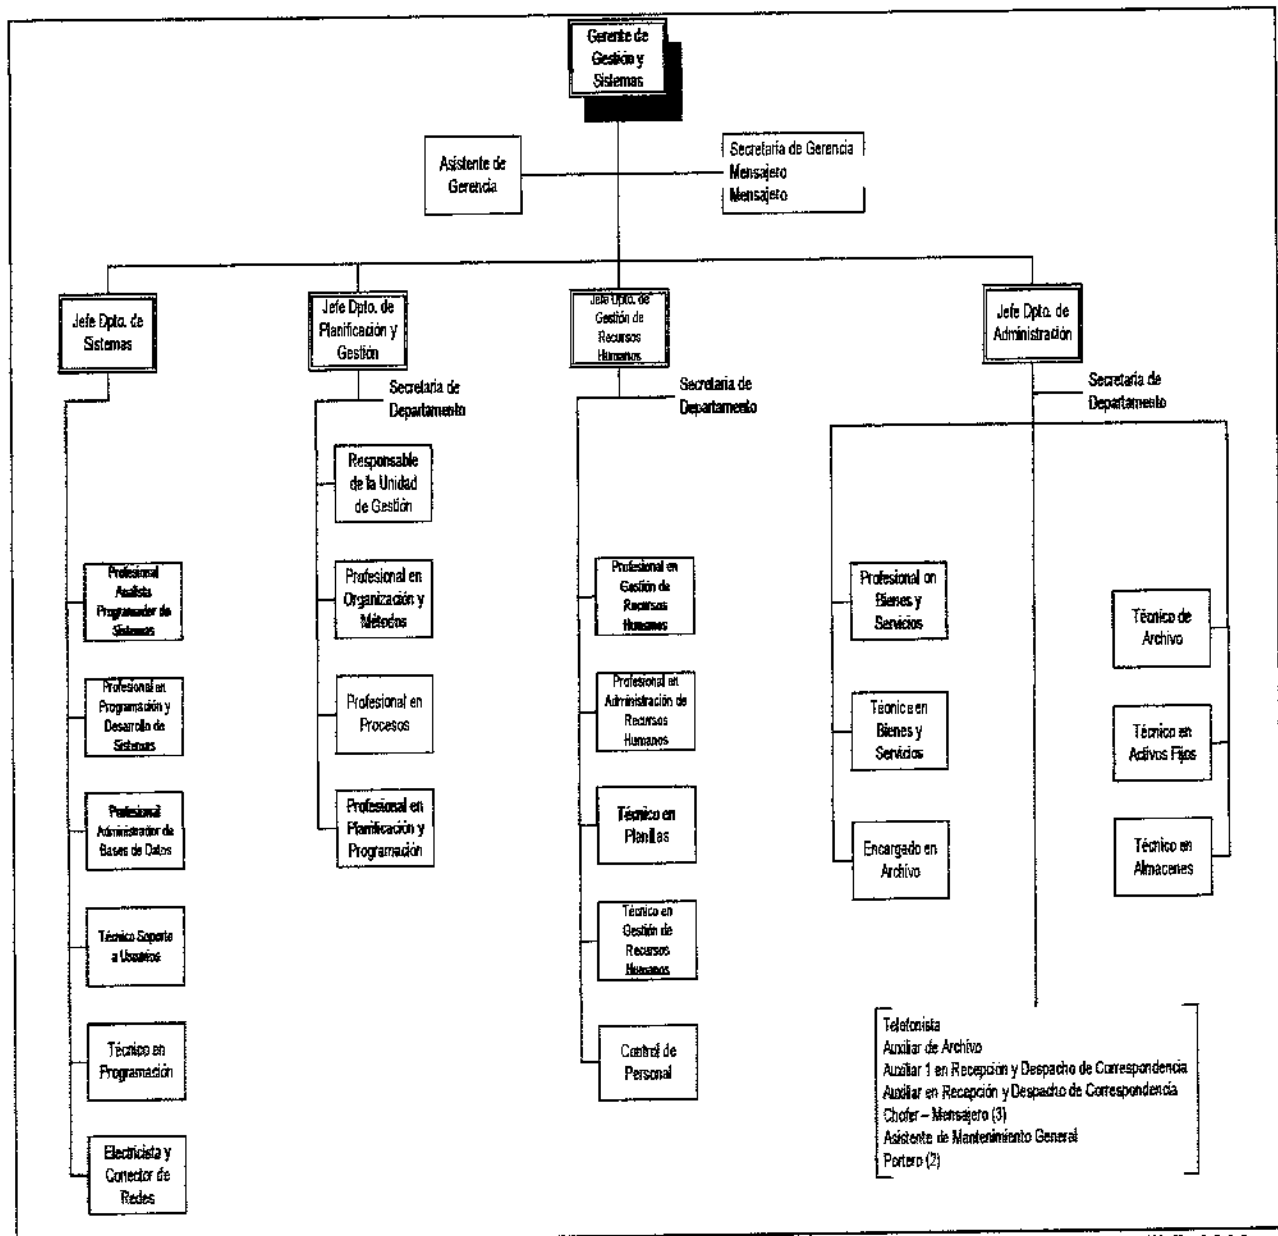 Gerente de
Gestión y
Sistemas
Asistente de
Gerencia
Secretaria de Gerencia
Mensajero
Mensajero
Jefe Dpto. de
Sistemas
Jefe Dpto. de
Planificación y
Gestión
Jefe Dpto. de
Gestión de
Recursos
Humanos
Jefe Dpto. de
Administración
Secretaria de
Departamento
Secretaria de
Departamento
Secretaria de
Departamento
Profesional
Analista
Programador de
Sistemas
Profesional en
Programación y
Desarrollo de
Sistemas
Profesional
Administrador de
Bases de Datos
Técnico Soporte
a Usuarios
Técnico en
Programación
Electricista y
Conector de
Redes
Responsable
de la Unidad
de Gestión
Profesional en
Organización y
Métodos
Profesional en
Procesos
Profesional en
Planificación y
Programación
Profesional en
Gestión de
Recursos
Humanos
Profesional en
Administración de
Recursos
Humanos
Técnico en
Planillas
Técnico en
Gestión de
Recursos
Humanos
Control de
Personal
Profesional en
Bienes y
Servicios
Técnico en
Bienes y
Servicios
Encargado en
Archivo
Técnico de
Archivo
Técnico en
Activos Fijos
Técnico en
Almacenes
Telefonista
Auxiliar de Archivo
Auxiliar 1 en Recepción y Despacho de Correspondencia
Auxiliar en Recepción y Despacho de Correspondencia
Chofer – Mensajero (3)
Asistente de Mantenimiento General
Portero (2)